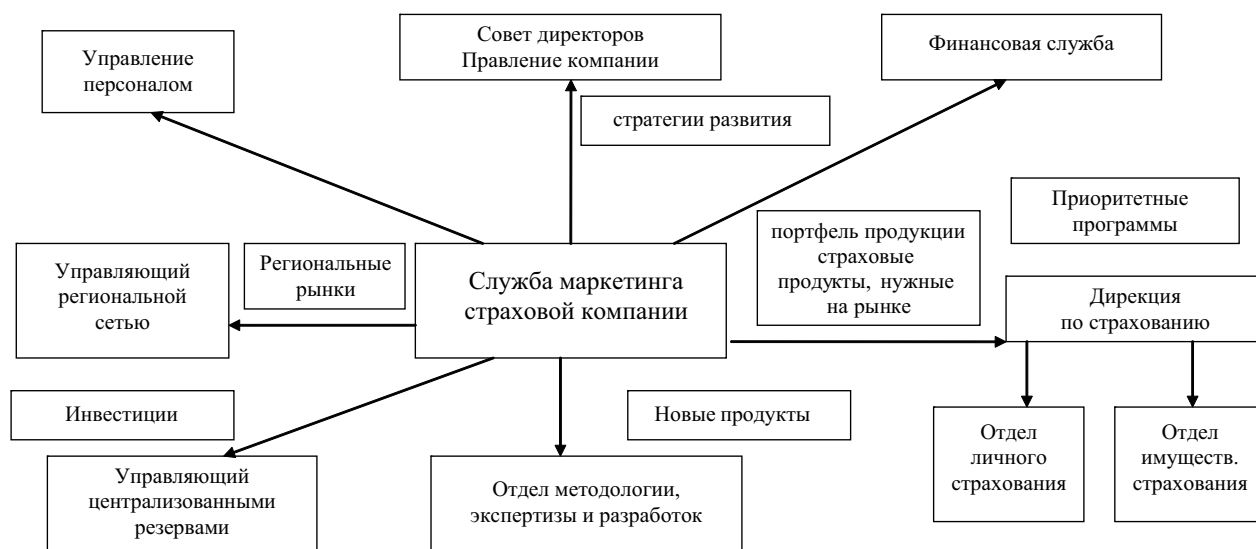 Управление
персоналом
Совет директоров
Правление компании
Финансовая служба
стратегии развития
Приоритетные
программы
портфель продукции
страховые
продукты, нужные
на рынке
Управляющий
региональной
сетью
Региональные
рынки
Служба маркетинга
страховой компании
Дирекция
по страхованию
Инвестиции
Новые продукты
Управляющий
централизованными
резервами
Отдел методологии,
экспертизы и разработок
Отдел
личного
страхования
Отдел
имуществ.
страхования